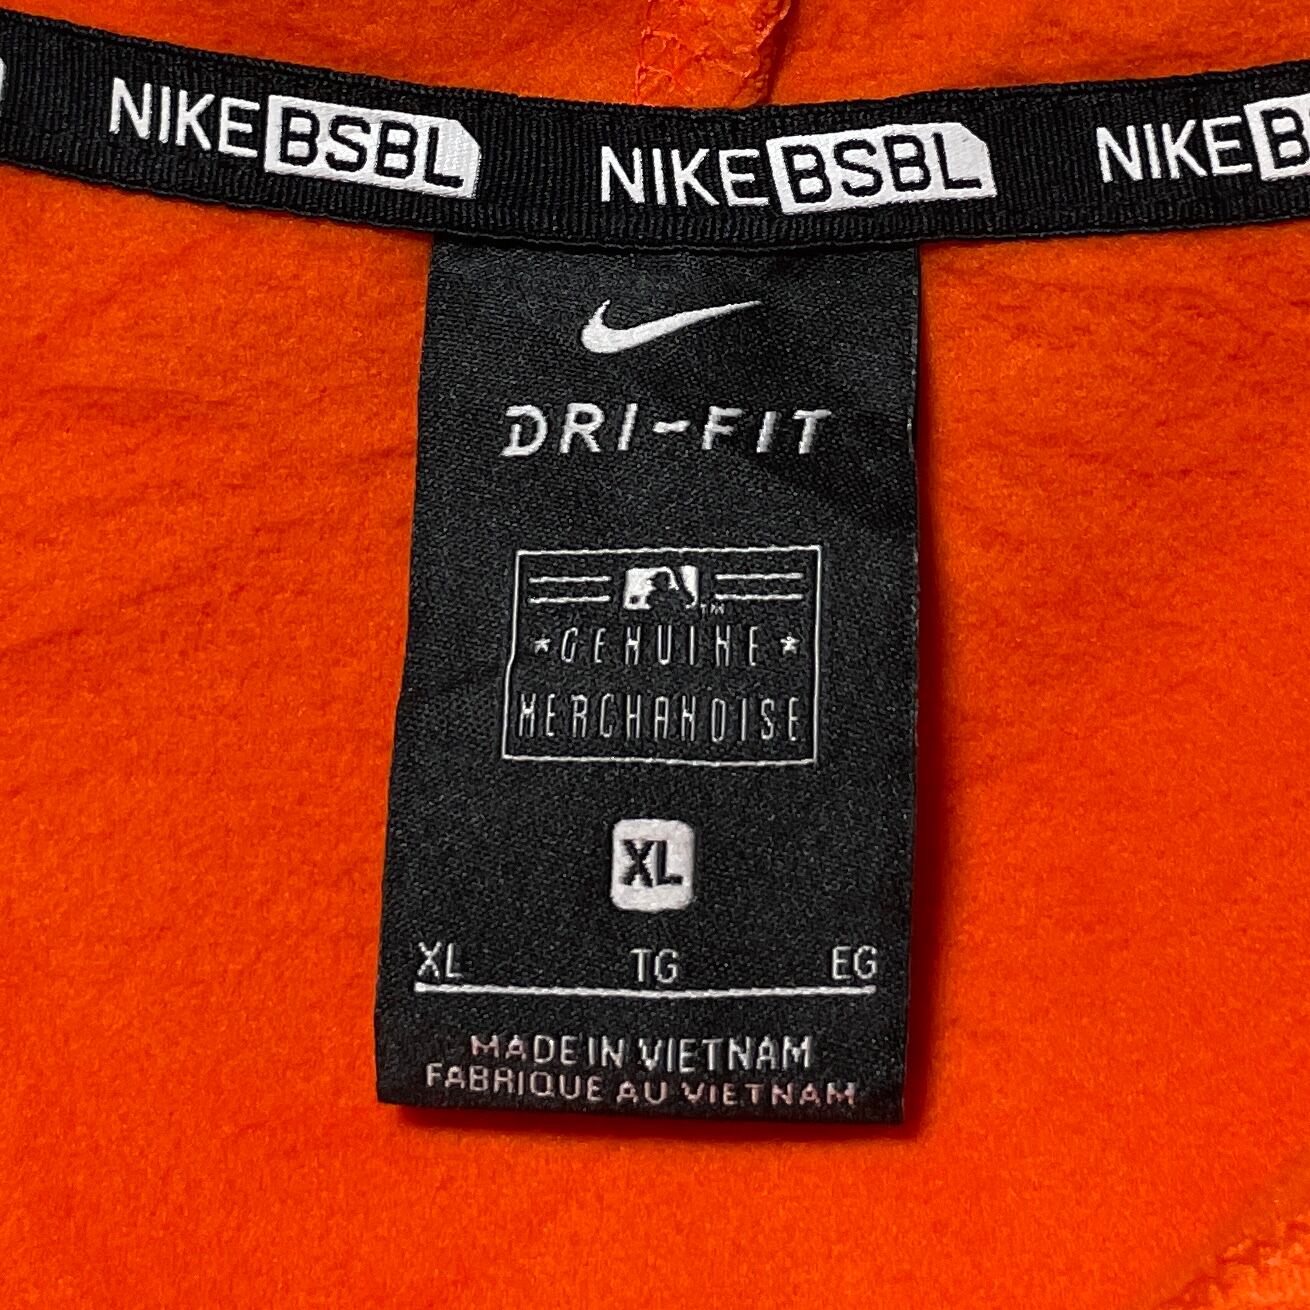 NIKE BSBL NIKE BSBL NIKE B
DRI-FIT
TM
★GENUINE★
MERCHANDISE
XL
XL TG EG
MADE IN VIETNAM
FABRIQUE AU VIETNAM